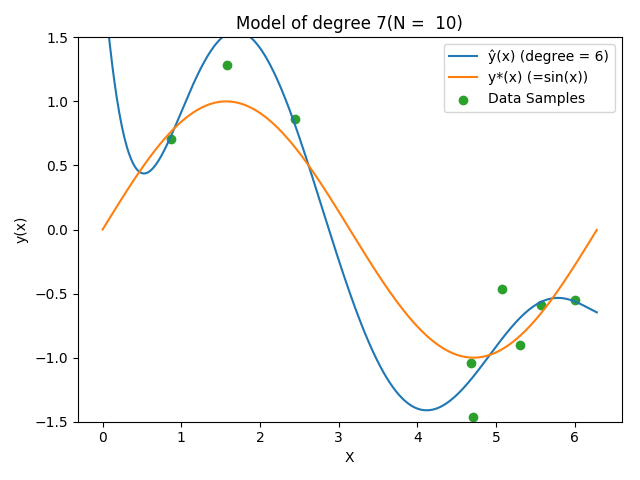 Model of degree 7(N =  10)
ŷ(x) (degree = 6)
y*(x) (=sin(x))
Data Samples
y(x)
1.5
1.0
0.5
0.0
−0.5
−1.0
−1.5
0 1 2 3 4 5 6
X